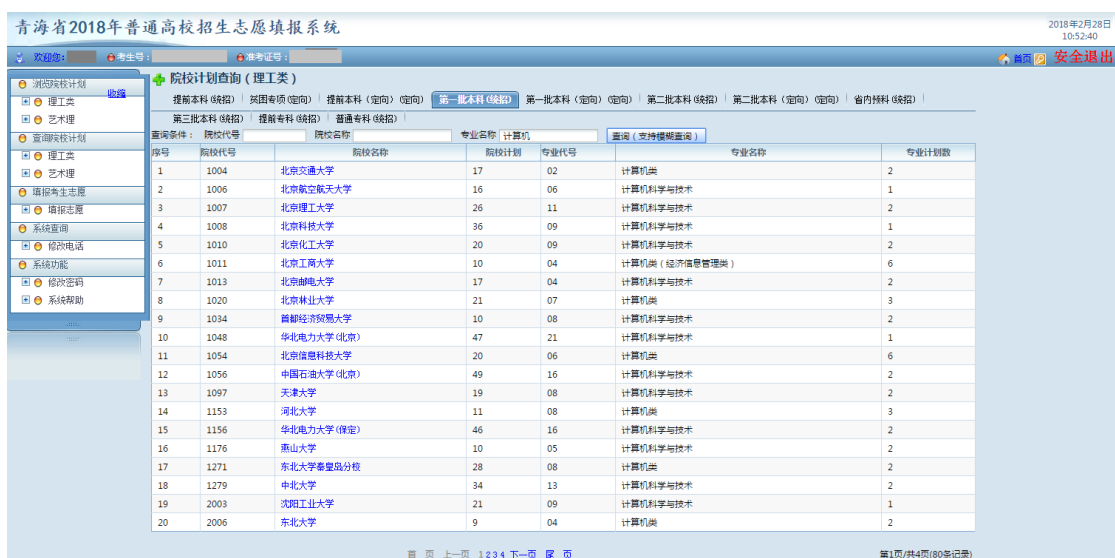 青海省2018年普通高校招生志愿填报系统
2018年2月28日
10:52:40
欢迎您: 考生号: 准考证号: 首页 安全退出
浏览院校计划
收缩
理工类
艺术理
查询院校计划
理工类
艺术理
填报考生志愿
填报志愿
系统查询
修改电话
系统功能
修改密码
系统帮助
院校计划查询(理工类)
提前本科(统招) 贫困专项(定向) 提前本科(定向)(定向) 第一批本科(统招) 第一批本科(定向)(定向) 第二批本科(统招) 第二批本科(定向)(定向) 省内预科(统招)
第三批本科(统招) 提前专科(统招) 普通专科(统招)
查询条件: 院校代号 院校名称 专业名称 计算机 查询(支持模糊查询)
序号 院校代号 院校名称 院校计划 专业代号 专业名称 专业计划数
1 1004 北京交通大学 17 02 计算机类 2
2 1006 北京航空航天大学 16 06 计算机科学与技术 1
3 1007 北京理工大学 26 11 计算机科学与技术 2
4 1008 北京科技大学 36 09 计算机科学与技术 1
5 1010 北京化工大学 20 09 计算机科学与技术 2
6 1011 北京工商大学 10 04 计算机类(经济信息管理类) 6
7 1013 北京邮电大学 17 04 计算机科学与技术 2
8 1020 北京林业大学 21 07 计算机类 3
9 1034 首都经济贸易大学 10 08 计算机科学与技术 2
10 1048 华北电力大学(北京) 47 21 计算机科学与技术 1
11 1054 北京信息科技大学 20 06 计算机类 6
12 1056 中国石油大学(北京) 49 16 计算机科学与技术 2
13 1097 天津大学 19 08 计算机科学与技术 2
14 1153 河北大学 11 08 计算机类 3
15 1156 华北电力大学(保定) 46 16 计算机科学与技术 2
16 1176 燕山大学 10 05 计算机科学与技术 2
17 1271 东北大学秦皇岛分校 28 08 计算机类 2
18 1279 中北大学 34 13 计算机科学与技术 2
19 2003 沈阳工业大学 21 09 计算机科学与技术 1
20 2006 东北大学 9 04 计算机类 2
首 页 上一页 1 2 3 4 下一页 尾 页 第1页/共4页(80条记录)